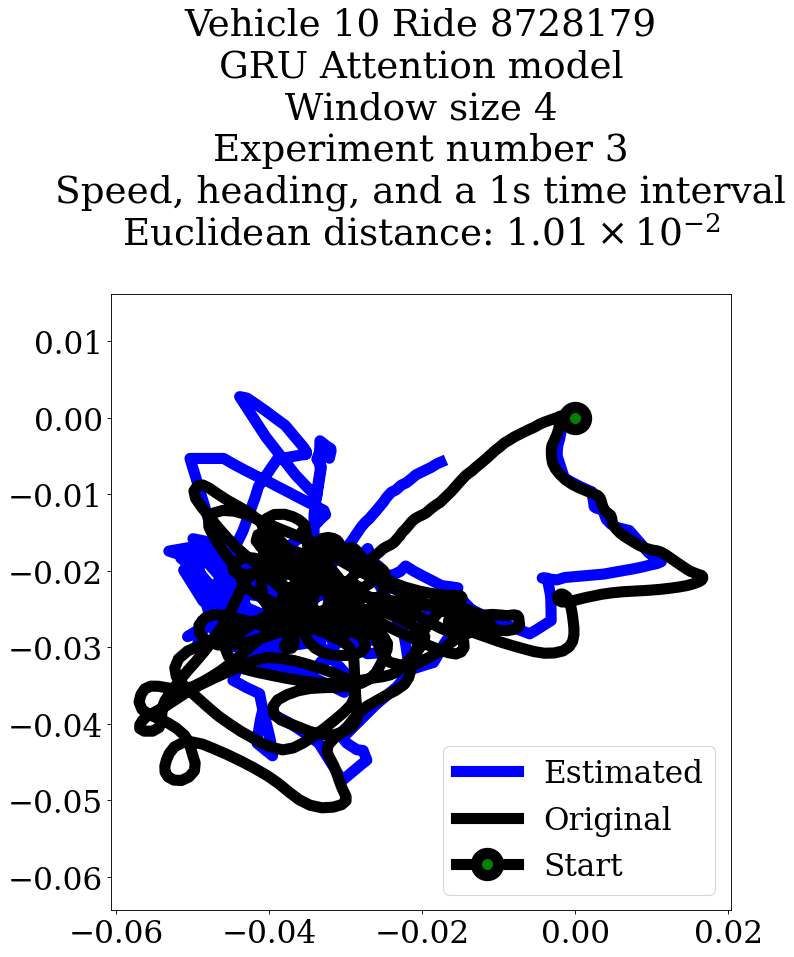 Vehicle 10 Ride 8728179
GRU Attention model
Window size 4
Experiment number 3
Speed, heading, and a 1s time interval
Euclidean distance: 1.01 × 10⁻²
0.01
0.00
−0.01
−0.02
−0.03
−0.04
−0.05
−0.06
Estimated
Original
Start
−0.06
−0.04
−0.02
0.00
0.02